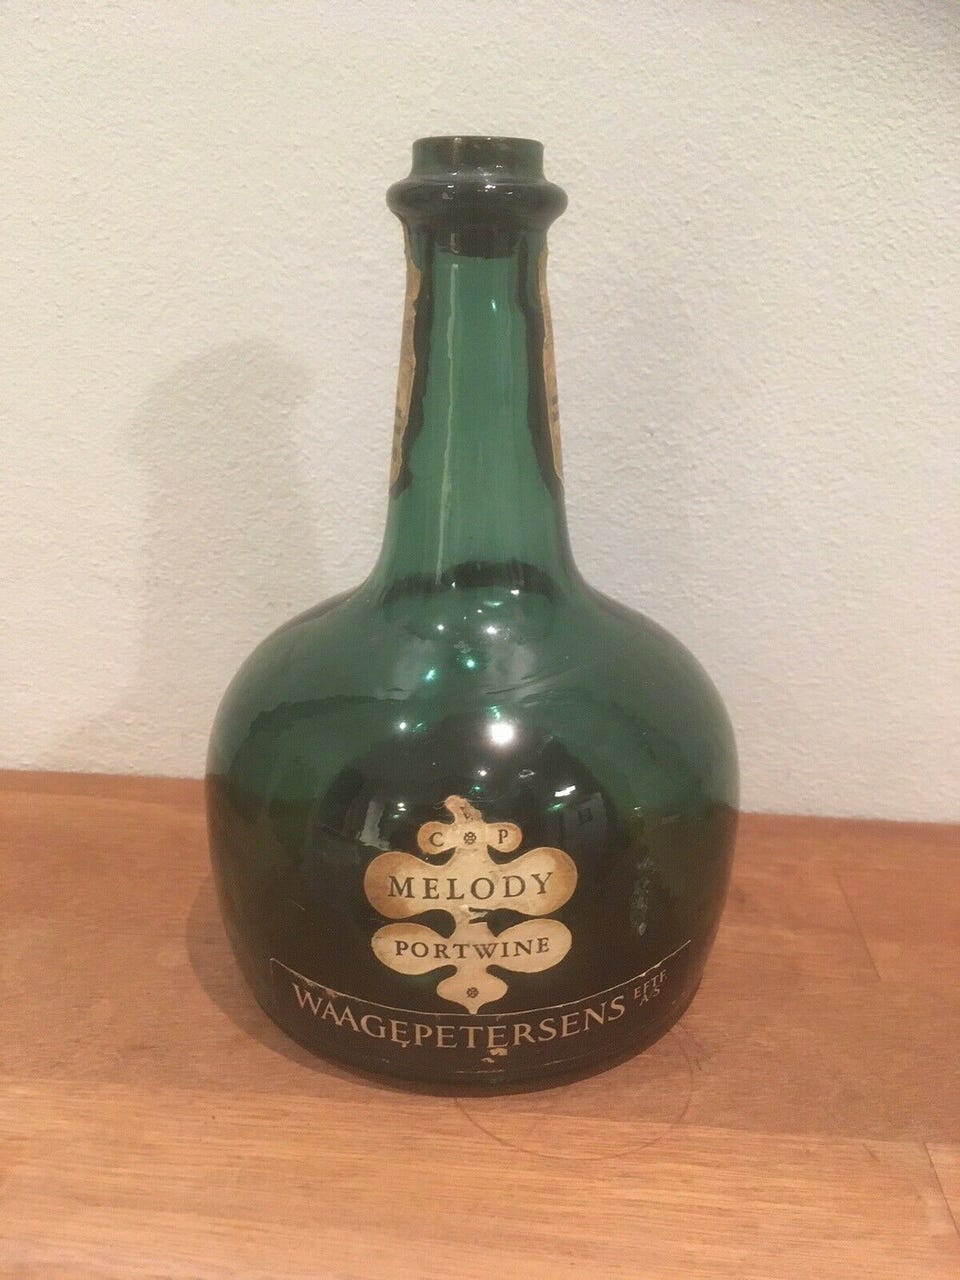 C P
MELODY
PORTWINE
WAAGEPETERSENS EFTF. A/S